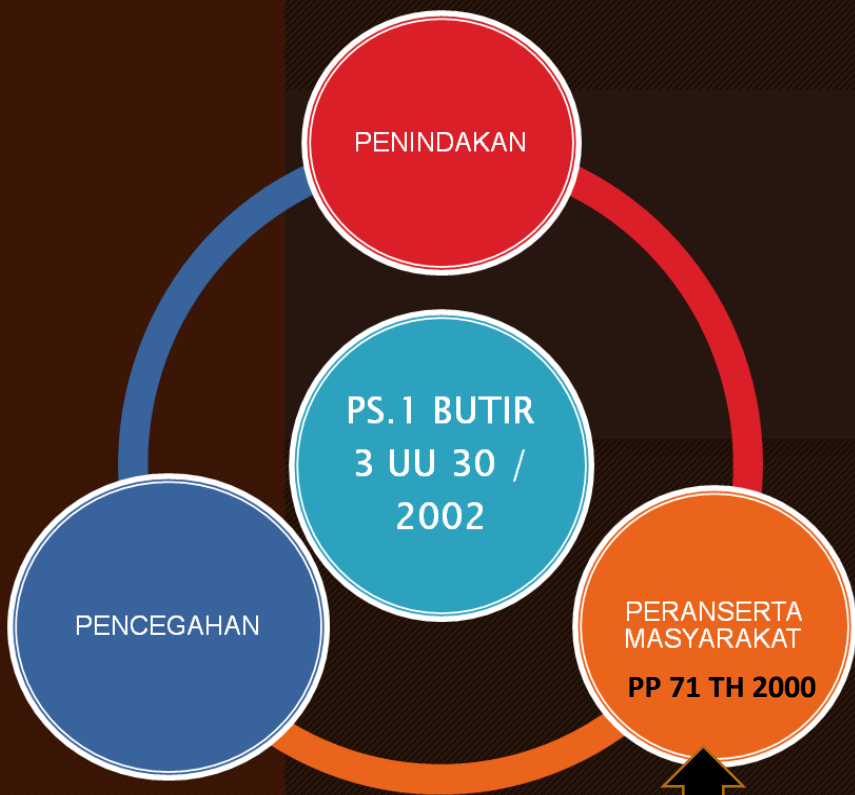 PENINDAKAN
PS.1 BUTIR
3 UU 30 /
2002
PENCEGAHAN
PERANSERTA
MASYARAKAT
PP 71 TH 2000